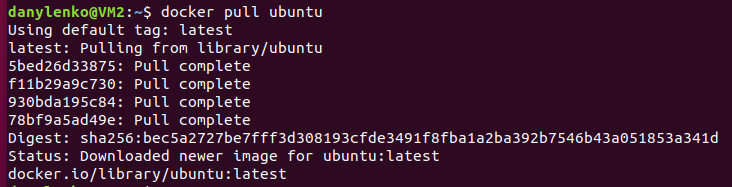 danylenko@VM2:~$ docker pull ubuntu
Using default tag: latest
latest: Pulling from library/ubuntu
5bed26d33875: Pull complete
f11b29a9c730: Pull complete
930bda195c84: Pull complete
78bf9a5ad49e: Pull complete
Digest: sha256:bec5a2727be7fff3d308193cfde3491f8fba1a2ba392b7546b43a051853a341d
Status: Downloaded newer image for ubuntu:latest
docker.io/library/ubuntu:latest